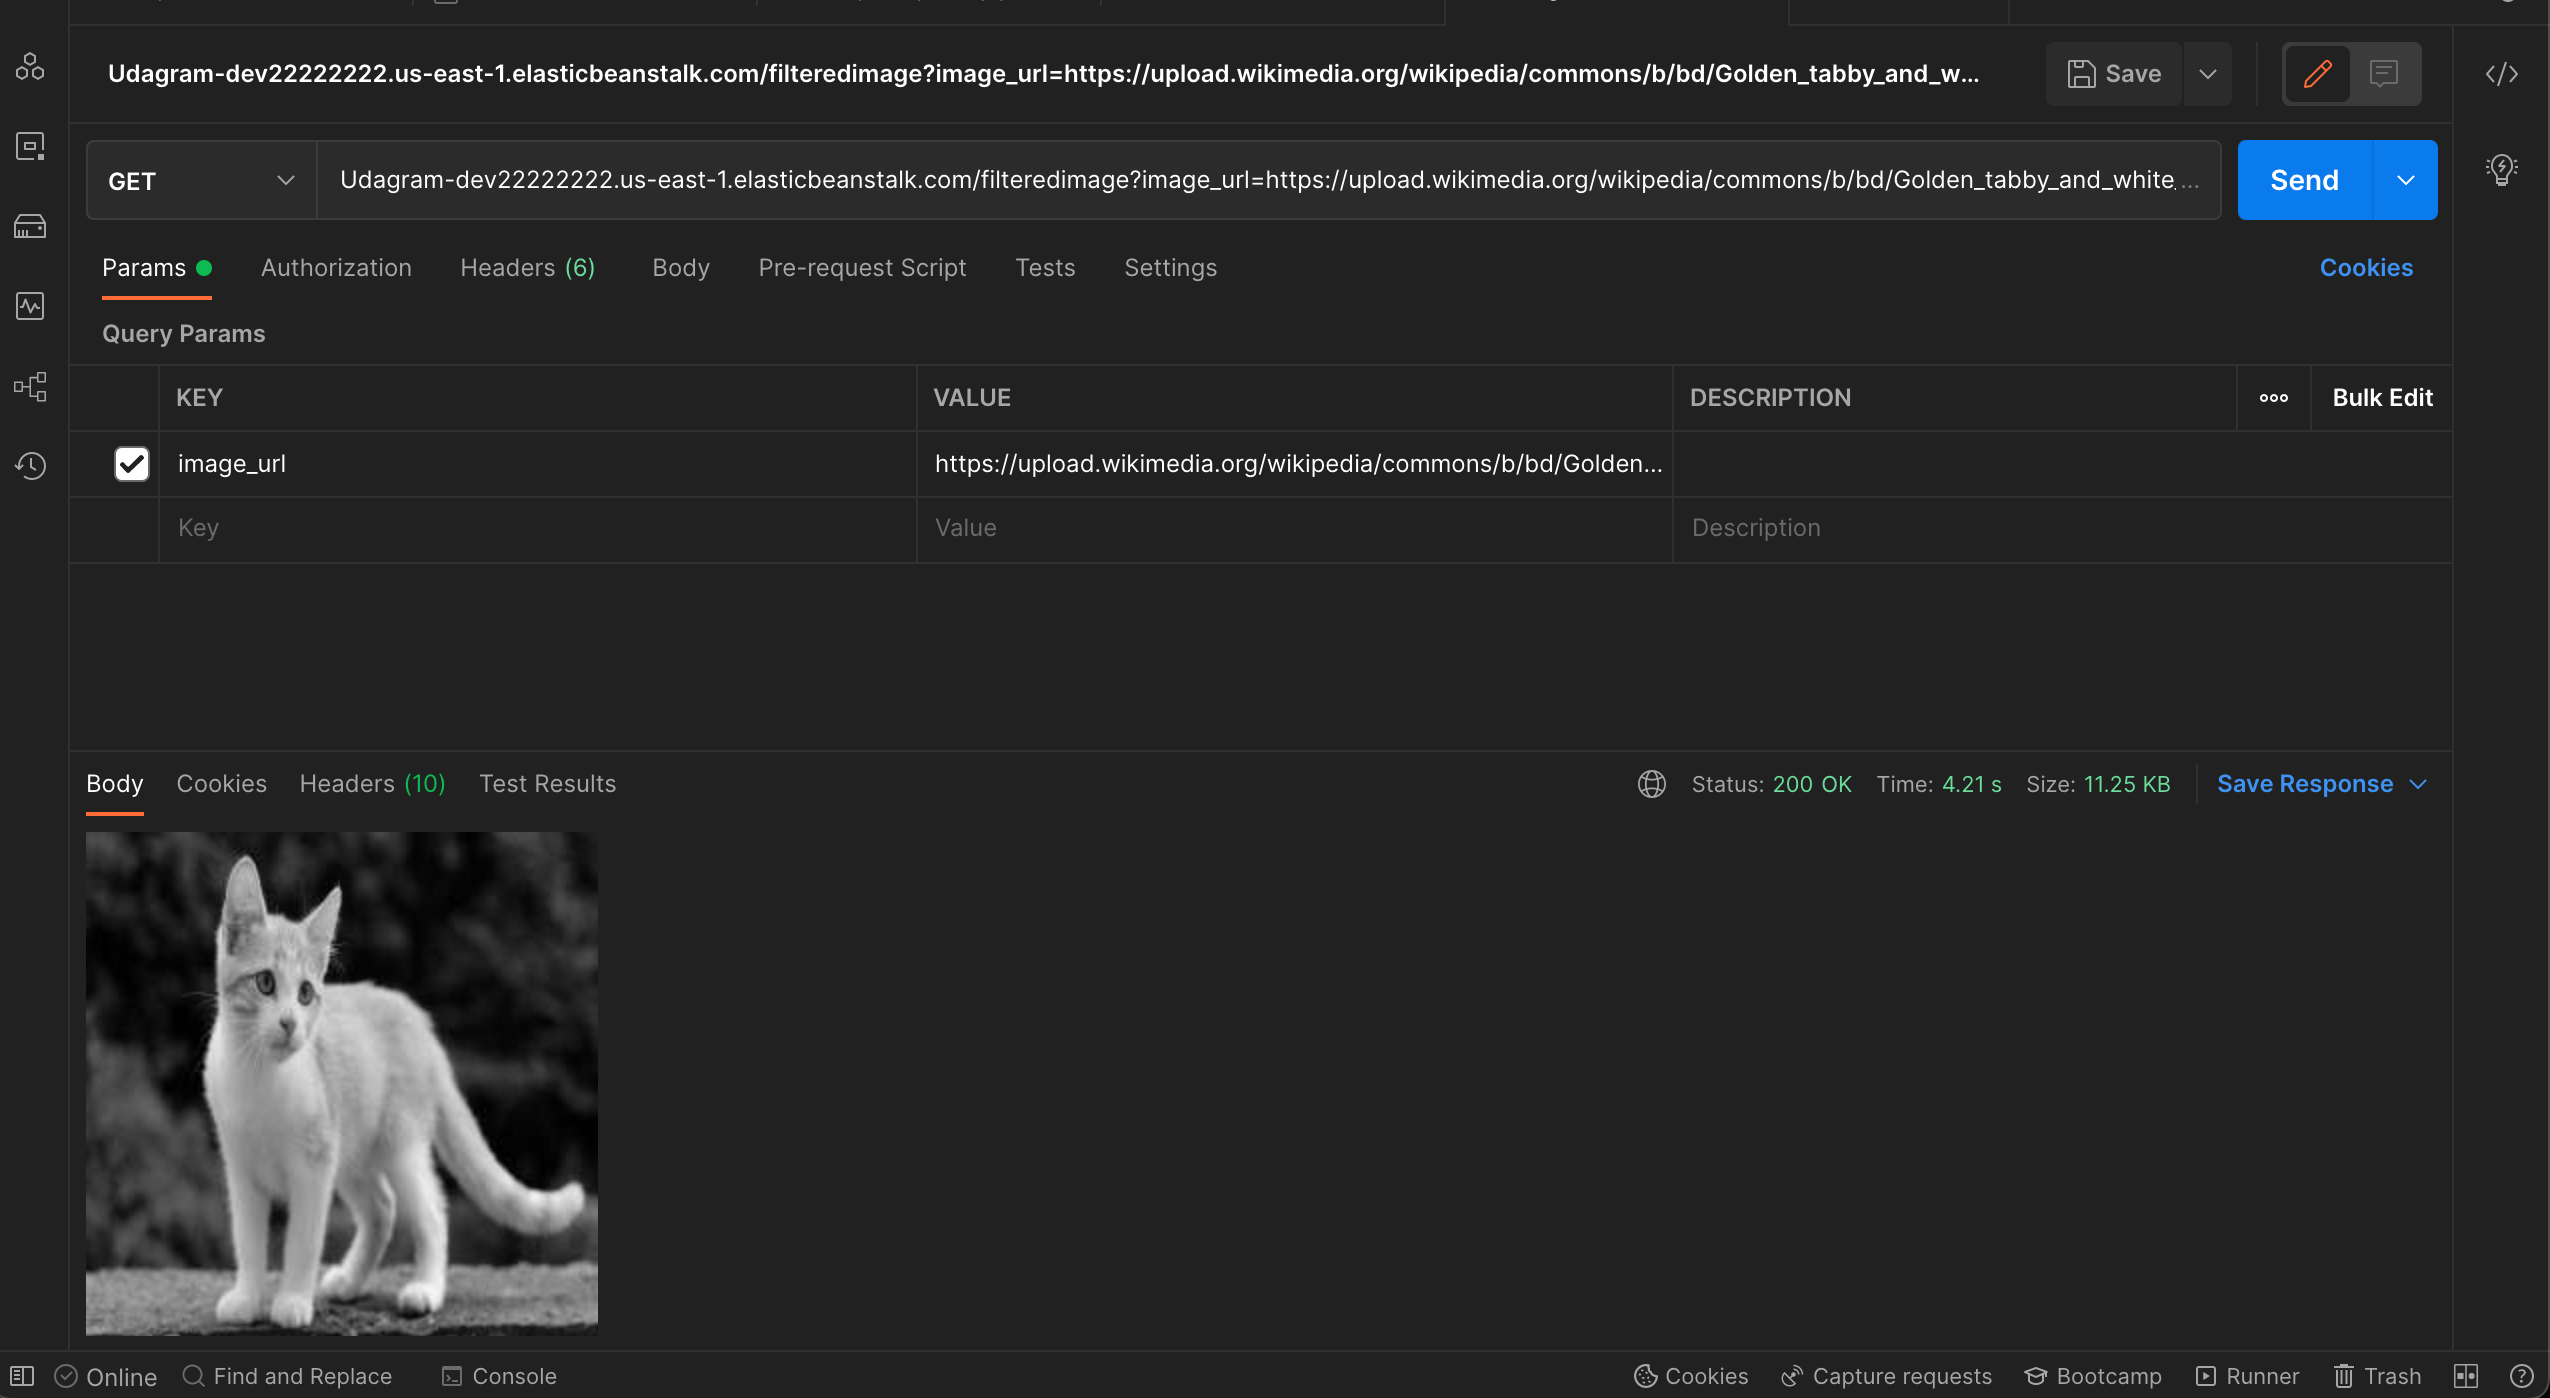 Udagram-dev22222222.us-east-1.elasticbeanstalk.com/filteredimage?image_url=https://upload.wikimedia.org/wikipedia/commons/b/bd/Golden_tabby_and_w...
Save
GET
Udagram-dev22222222.us-east-1.elasticbeanstalk.com/filteredimage?image_url=https://upload.wikimedia.org/wikipedia/commons/b/bd/Golden_tabby_and_white_...
Send
Params Authorization Headers (6) Body Pre-request Script Tests Settings Cookies
Query Params
KEY VALUE DESCRIPTION Bulk Edit
image_url https://upload.wikimedia.org/wikipedia/commons/b/bd/Golden...
Key Value Description
Body Cookies Headers (10) Test Results Status: 200 OK Time: 4.21 s Size: 11.25 KB Save Response
Online Find and Replace Console Cookies Capture requests Bootcamp Runner Trash